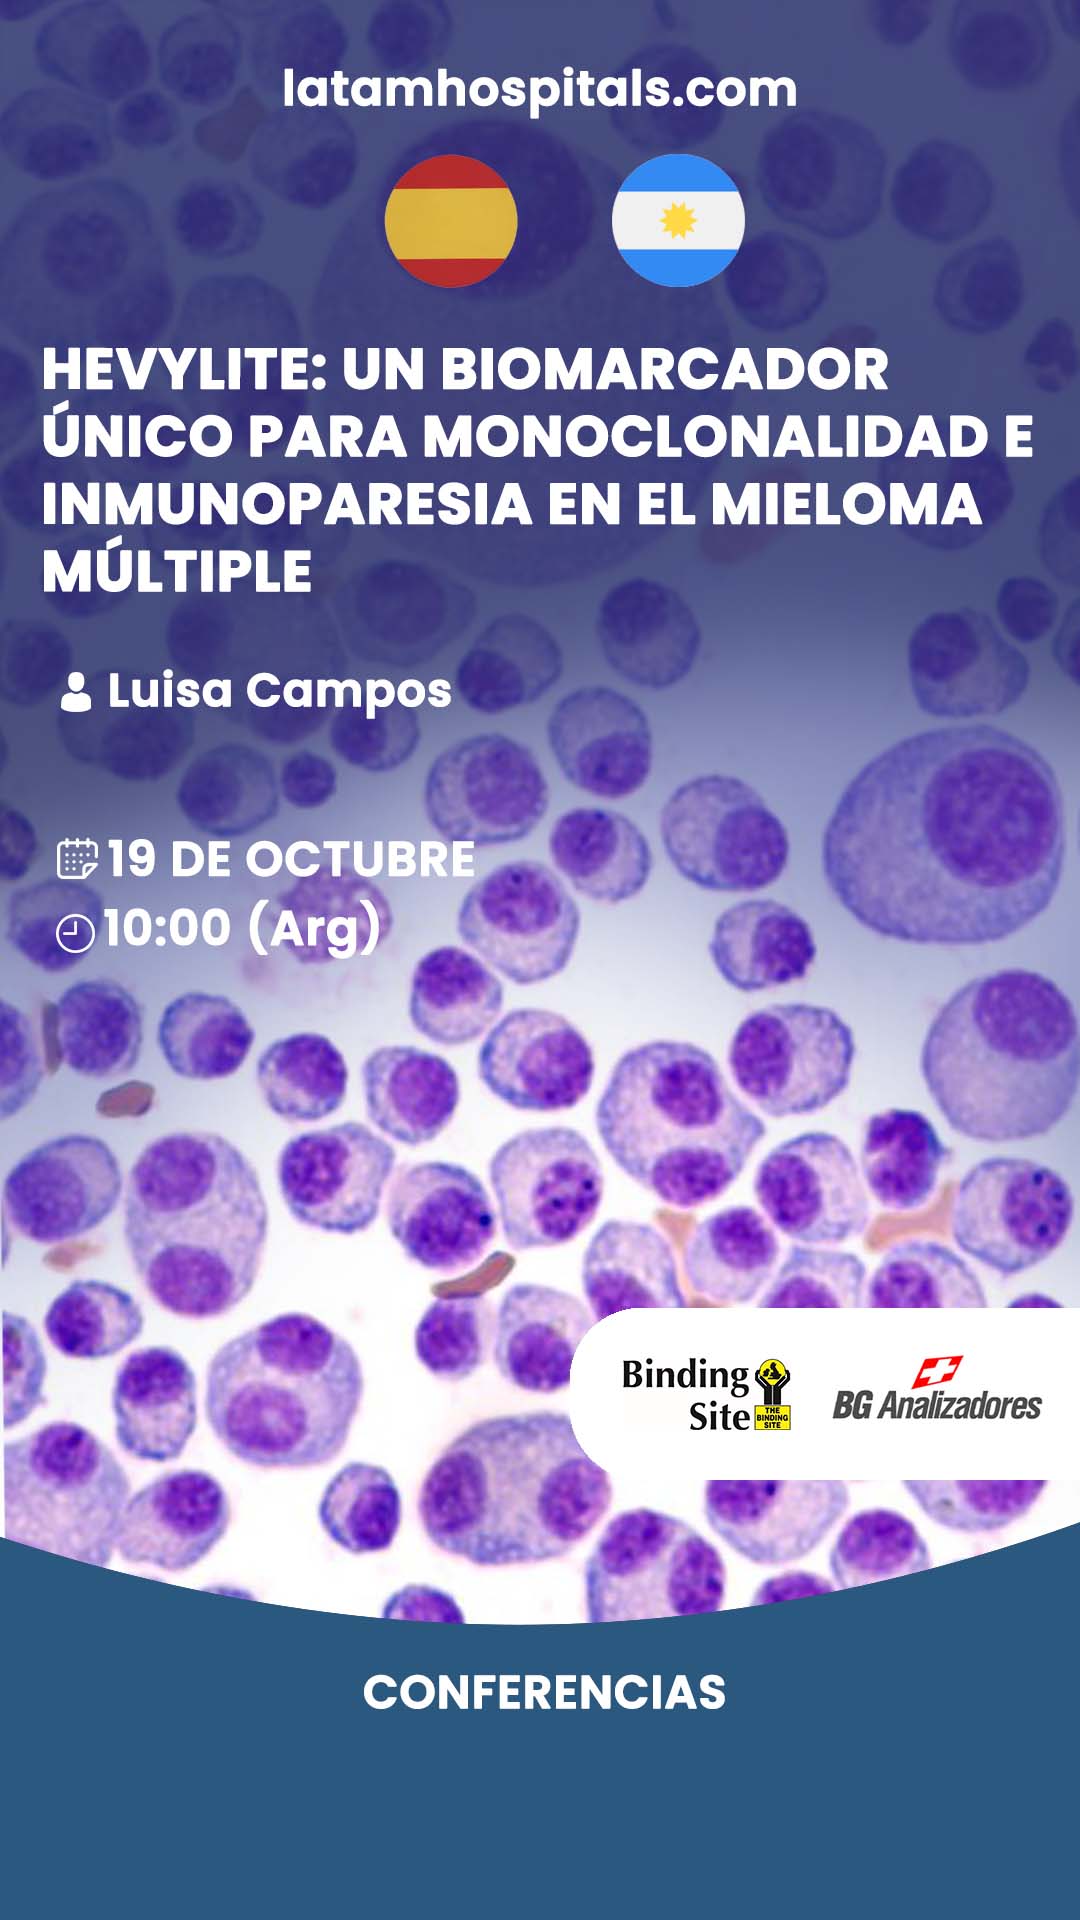 latamhospitals.com
HEVYLITE: UN BIOMARCADOR
ÚNICO PARA MONOCLONALIDAD E
INMUNOPARESIA EN EL MIELOMA
MÚLTIPLE
Luisa Campos
19 DE OCTUBRE
10:00 (Arg)
Binding
Site
THE
BINDING
SITE
BG Analizadores
CONFERENCIAS